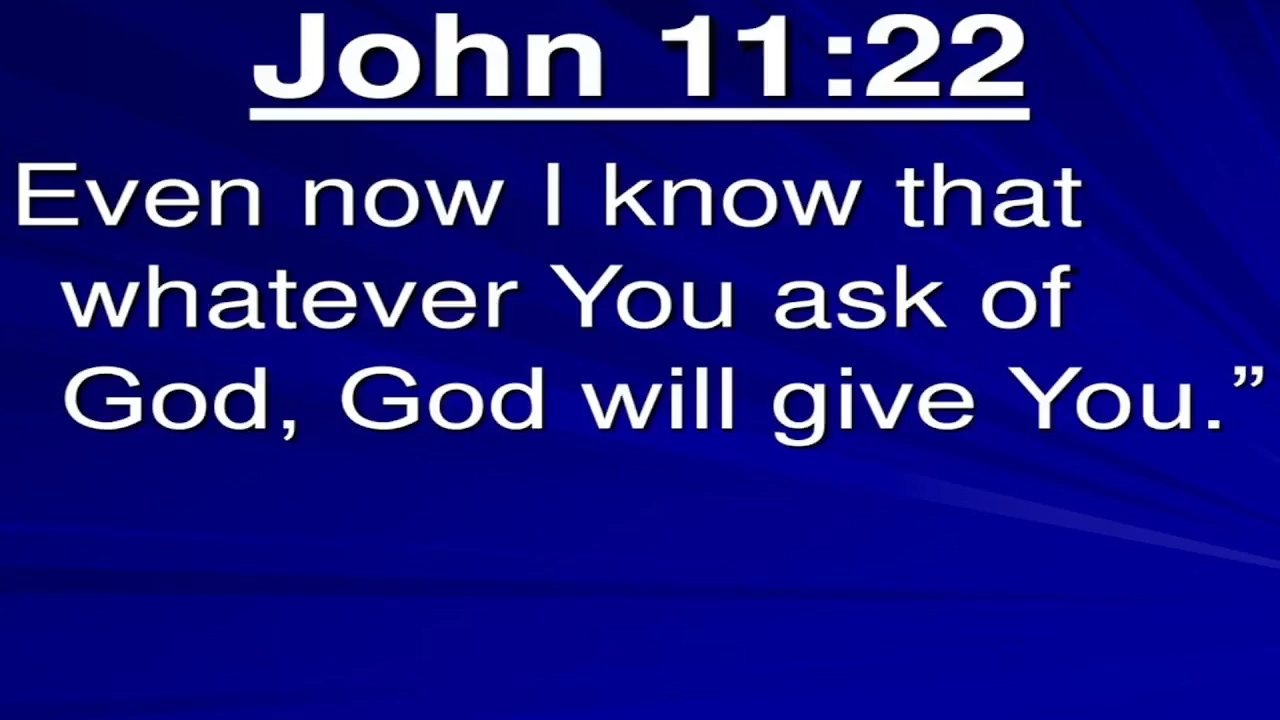 John 11:22
Even now I know that
whatever You ask of
God, God will give You.”